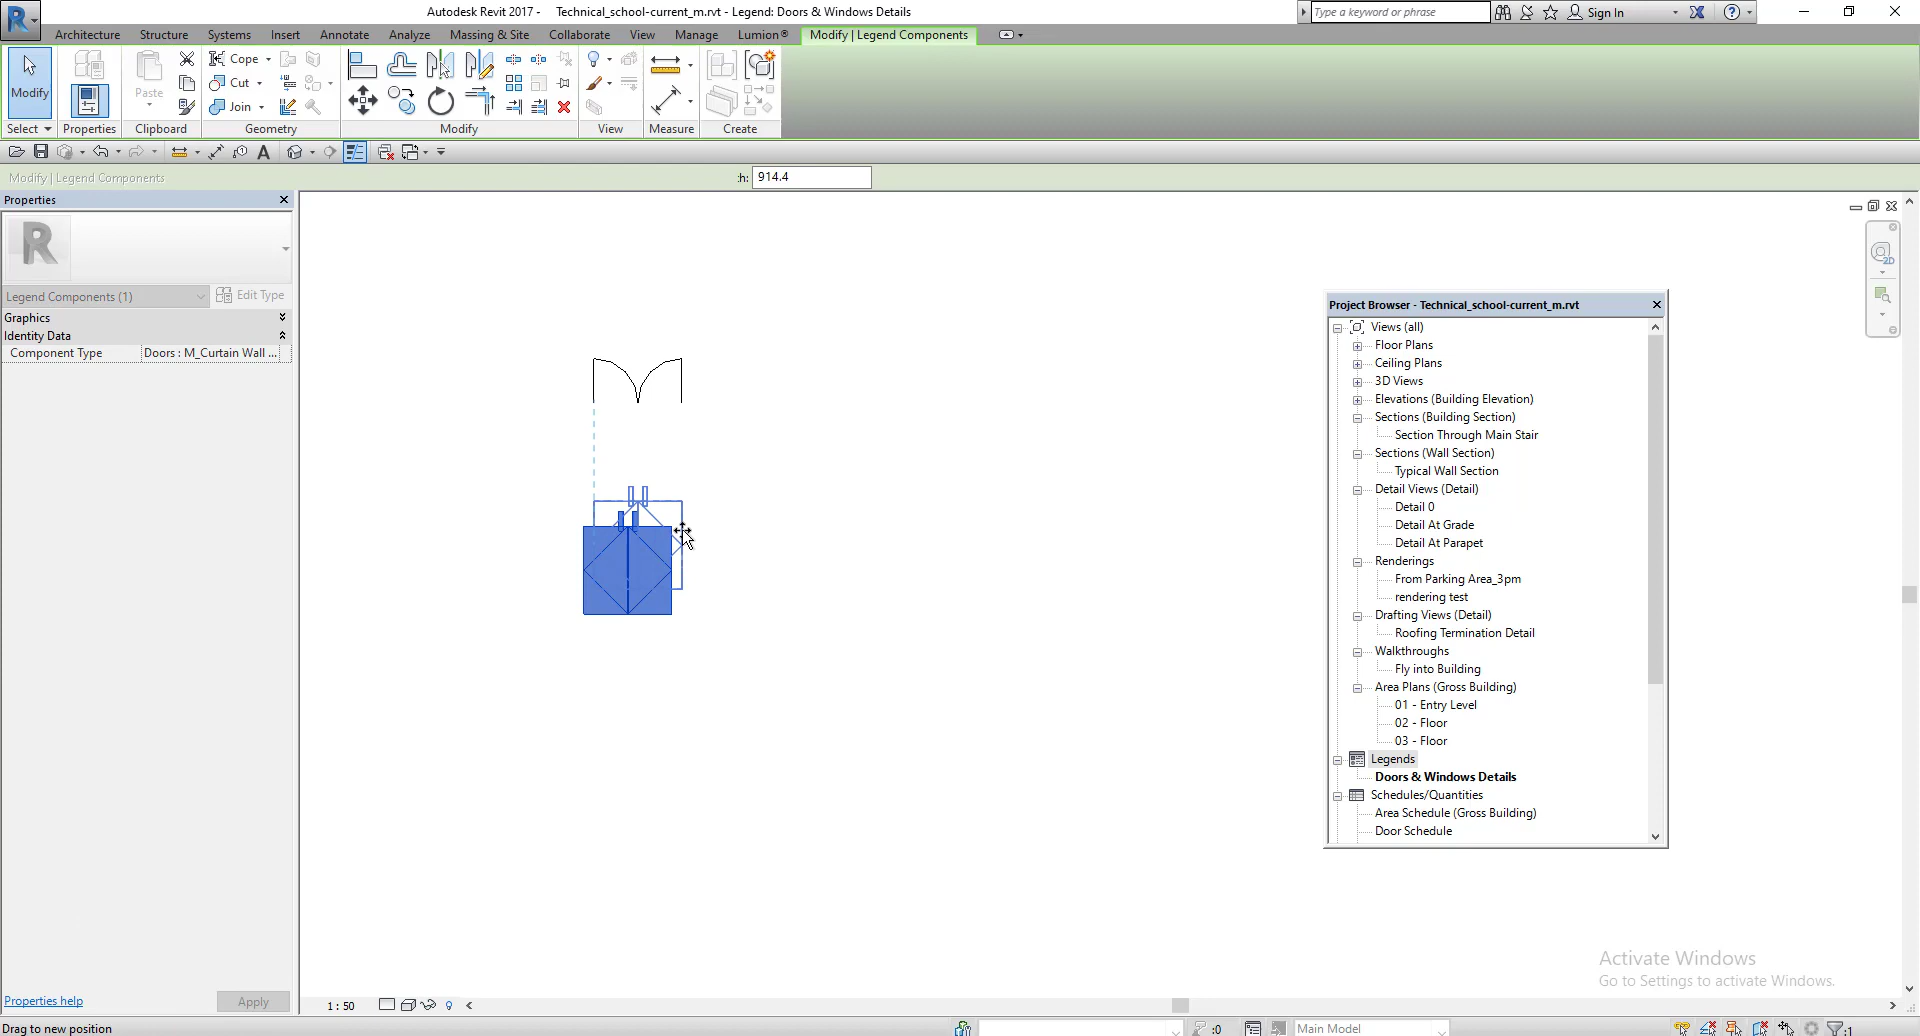 Autodesk Revit 2017 - Technical_school-current_m.rvt - Legend: Doors & Windows Details
Type a keyword or phrase
Sign In
Architecture Structure Systems Insert Annotate Analyze Massing & Site Collaborate View Manage Lumion® Modify | Legend Components
Cope
Cut
Join
Modify
Paste
Select Properties Clipboard Geometry Modify View Measure Create
Modify | Legend Components
:h: 914.4
Properties
Legend Components (1)
Edit Type
Graphics
Identity Data
Component Type Doors : M_Curtain Wall ...
Project Browser - Technical_school-current_m.rvt
Views (all)
Floor Plans
Ceiling Plans
3D Views
Elevations (Building Elevation)
Sections (Building Section)
Section Through Main Stair
Sections (Wall Section)
Typical Wall Section
Detail Views (Detail)
Detail 0
Detail At Grade
Detail At Parapet
Renderings
From Parking Area_3pm
rendering test
Drafting Views (Detail)
Roofing Termination Detail
Walkthroughs
Fly into Building
Area Plans (Gross Building)
01 - Entry Level
02 - Floor
03 - Floor
Legends
Doors & Windows Details
Schedules/Quantities
Area Schedule (Gross Building)
Door Schedule
Activate Windows
Go to Settings to activate Windows.
Properties help
Apply
1 : 50
Drag to new position
:0
Main Model
:1